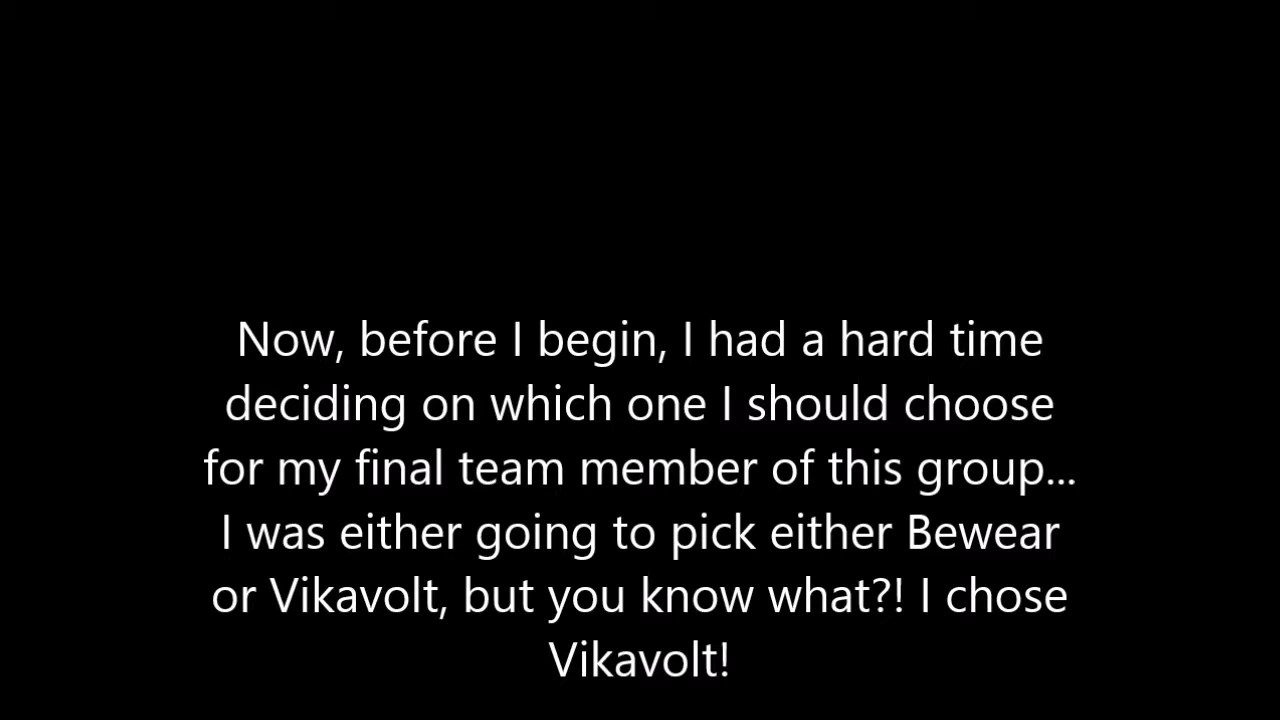 Now, before I begin, I had a hard time
deciding on which one I should choose
for my final team member of this group...
I was either going to pick either Bewear
or Vikavolt, but you know what?! I chose
Vikavolt!